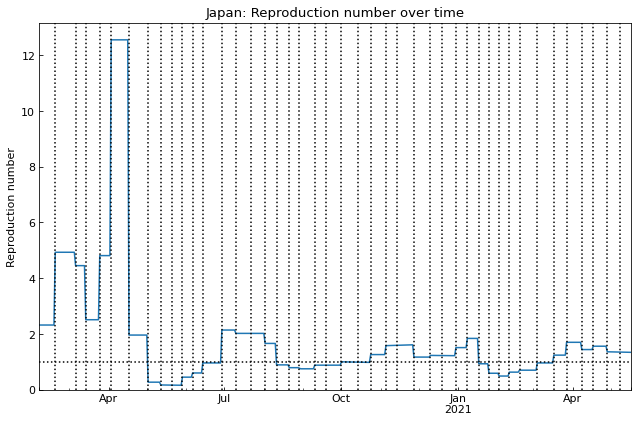 Japan: Reproduction number over time
Reproduction number
12
10
8
6
4
2
0
Apr
Jul
Oct
Jan
2021
Apr